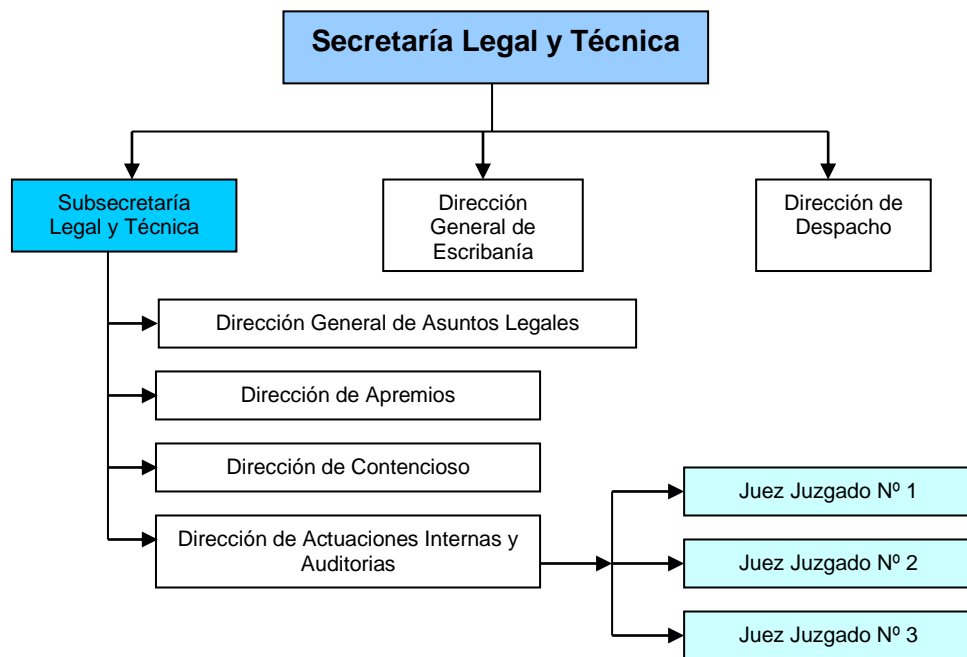 Secretaría Legal y Técnica
Subsecretaría
Legal y Técnica
Dirección
General de
Escribanía
Dirección de
Despacho
Dirección General de Asuntos Legales
Dirección de Apremios
Dirección de Contencioso
Dirección de Actuaciones Internas y
Auditorias
Juez Juzgado Nº 1
Juez Juzgado Nº 2
Juez Juzgado Nº 3